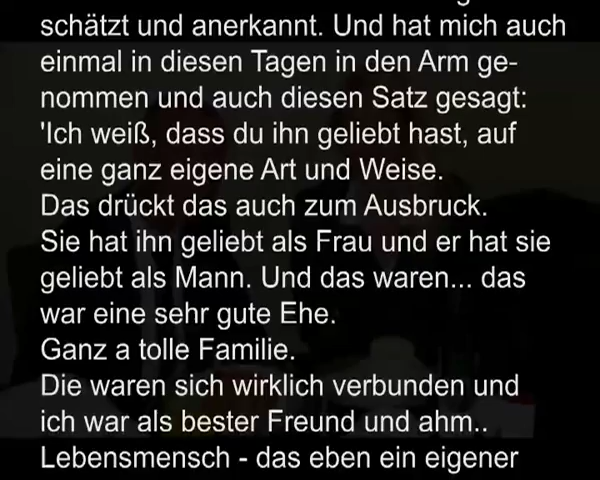 schätzt und anerkannt. Und hat mich auch
einmal in diesen Tagen in den Arm ge-
nommen und auch diesen Satz gesagt:
'Ich weiß, dass du ihn geliebt hast, auf
eine ganz eigene Art und Weise.
Das drückt das auch zum Ausbruck.
Sie hat ihn geliebt als Frau und er hat sie
geliebt als Mann. Und das waren... das
war eine sehr gute Ehe.
Ganz a tolle Familie.
Die waren sich wirklich verbunden und
ich war als bester Freund und ahm..
Lebensmensch - das eben ein eigener